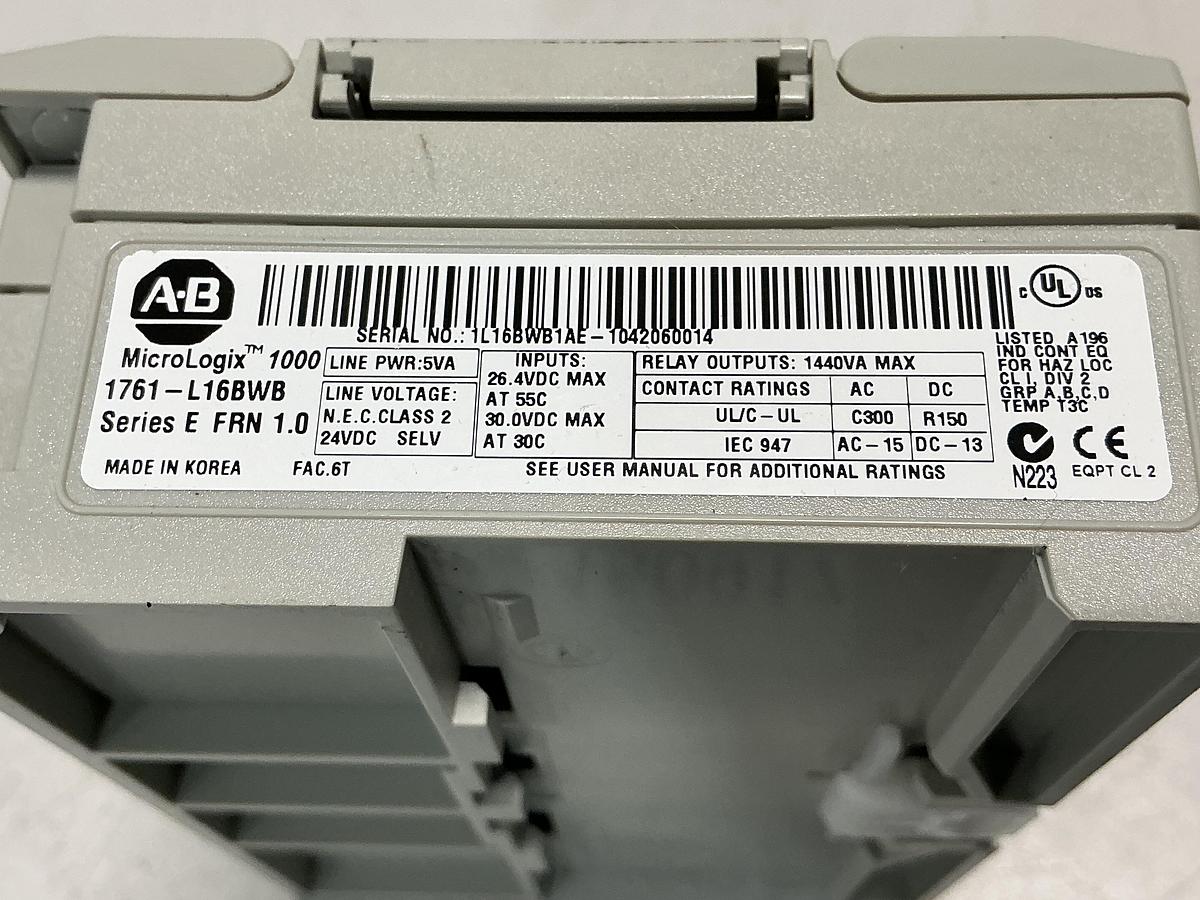 A·B
SERIAL NO.: 1L16BWB1AE-1042060014
MicroLogix™ 1000
1761-L16BWB
Series E FRN 1.0
MADE IN KOREA FAC.6T
LINE PWR:5VA
LINE VOLTAGE:
N.E.C.CLASS 2
24VDC SELV
INPUTS:
26.4VDC MAX
AT 55C
30.0VDC MAX
AT 30C
RELAY OUTPUTS: 1440VA MAX
CONTACT RATINGS AC DC
UL/C-UL C300 R150
IEC 947 AC-15 DC-13
SEE USER MANUAL FOR ADDITIONAL RATINGS
C UL US
LISTED A196
IND CONT EQ
FOR HAZ LOC
CL I, DIV 2
GRP A,B,C,D
TEMP T3C
N223
CE
EQPT CL 2